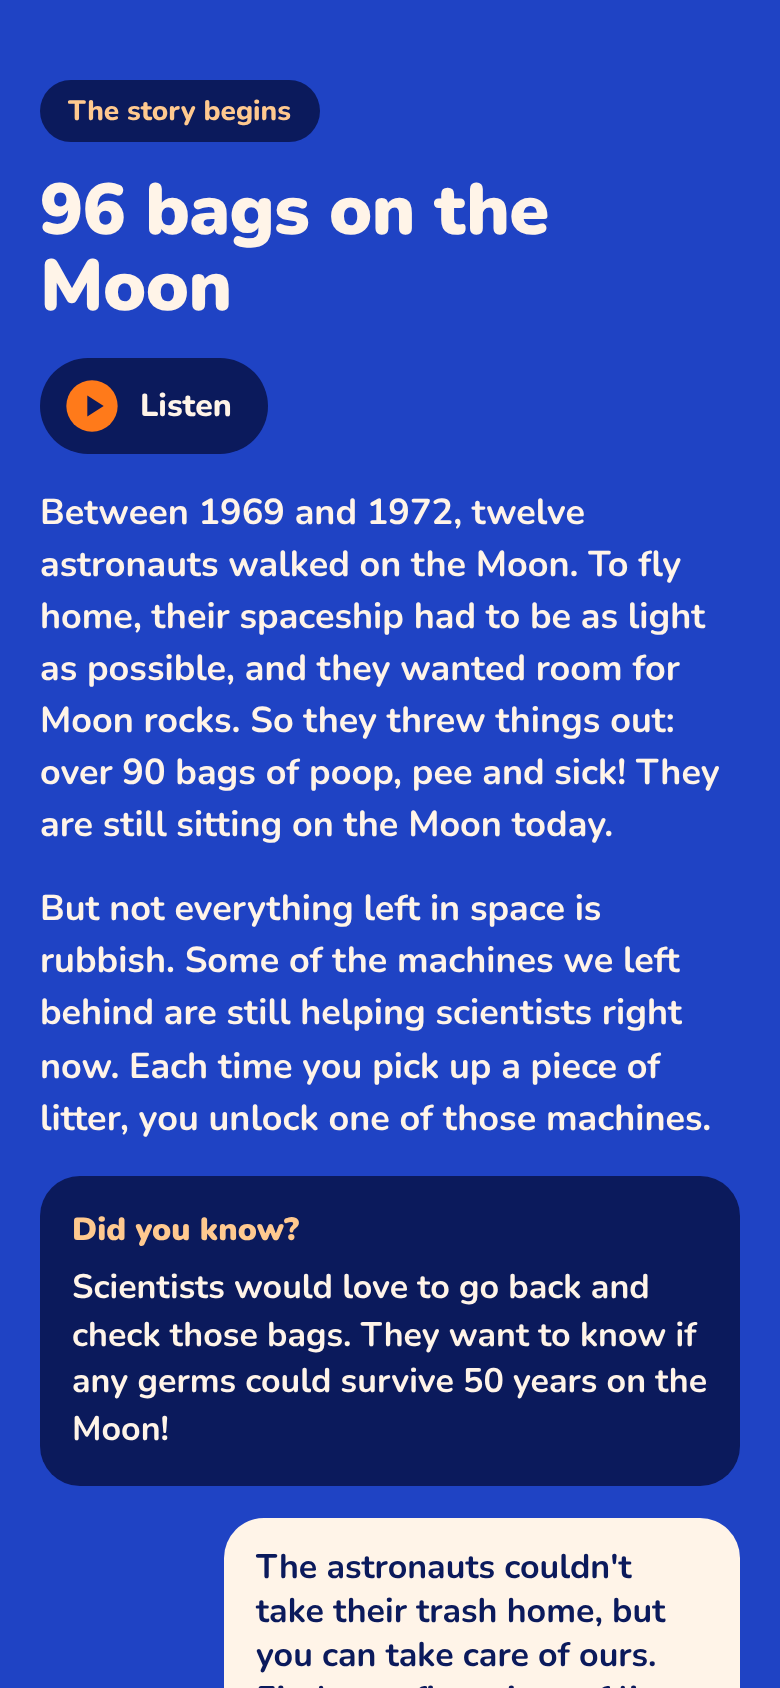 The story begins
96 bags on the
Moon
Listen
Between 1969 and 1972, twelve
astronauts walked on the Moon. To fly
home, their spaceship had to be as light
as possible, and they wanted room for
Moon rocks. So they threw things out:
over 90 bags of poop, pee and sick! They
are still sitting on the Moon today.
But not everything left in space is
rubbish. Some of the machines we left
behind are still helping scientists right
now. Each time you pick up a piece of
litter, you unlock one of those machines.
Did you know?
Scientists would love to go back and
check those bags. They want to know if
any germs could survive 50 years on the
Moon!
The astronauts couldn't
take their trash home, but
you can take care of ours.